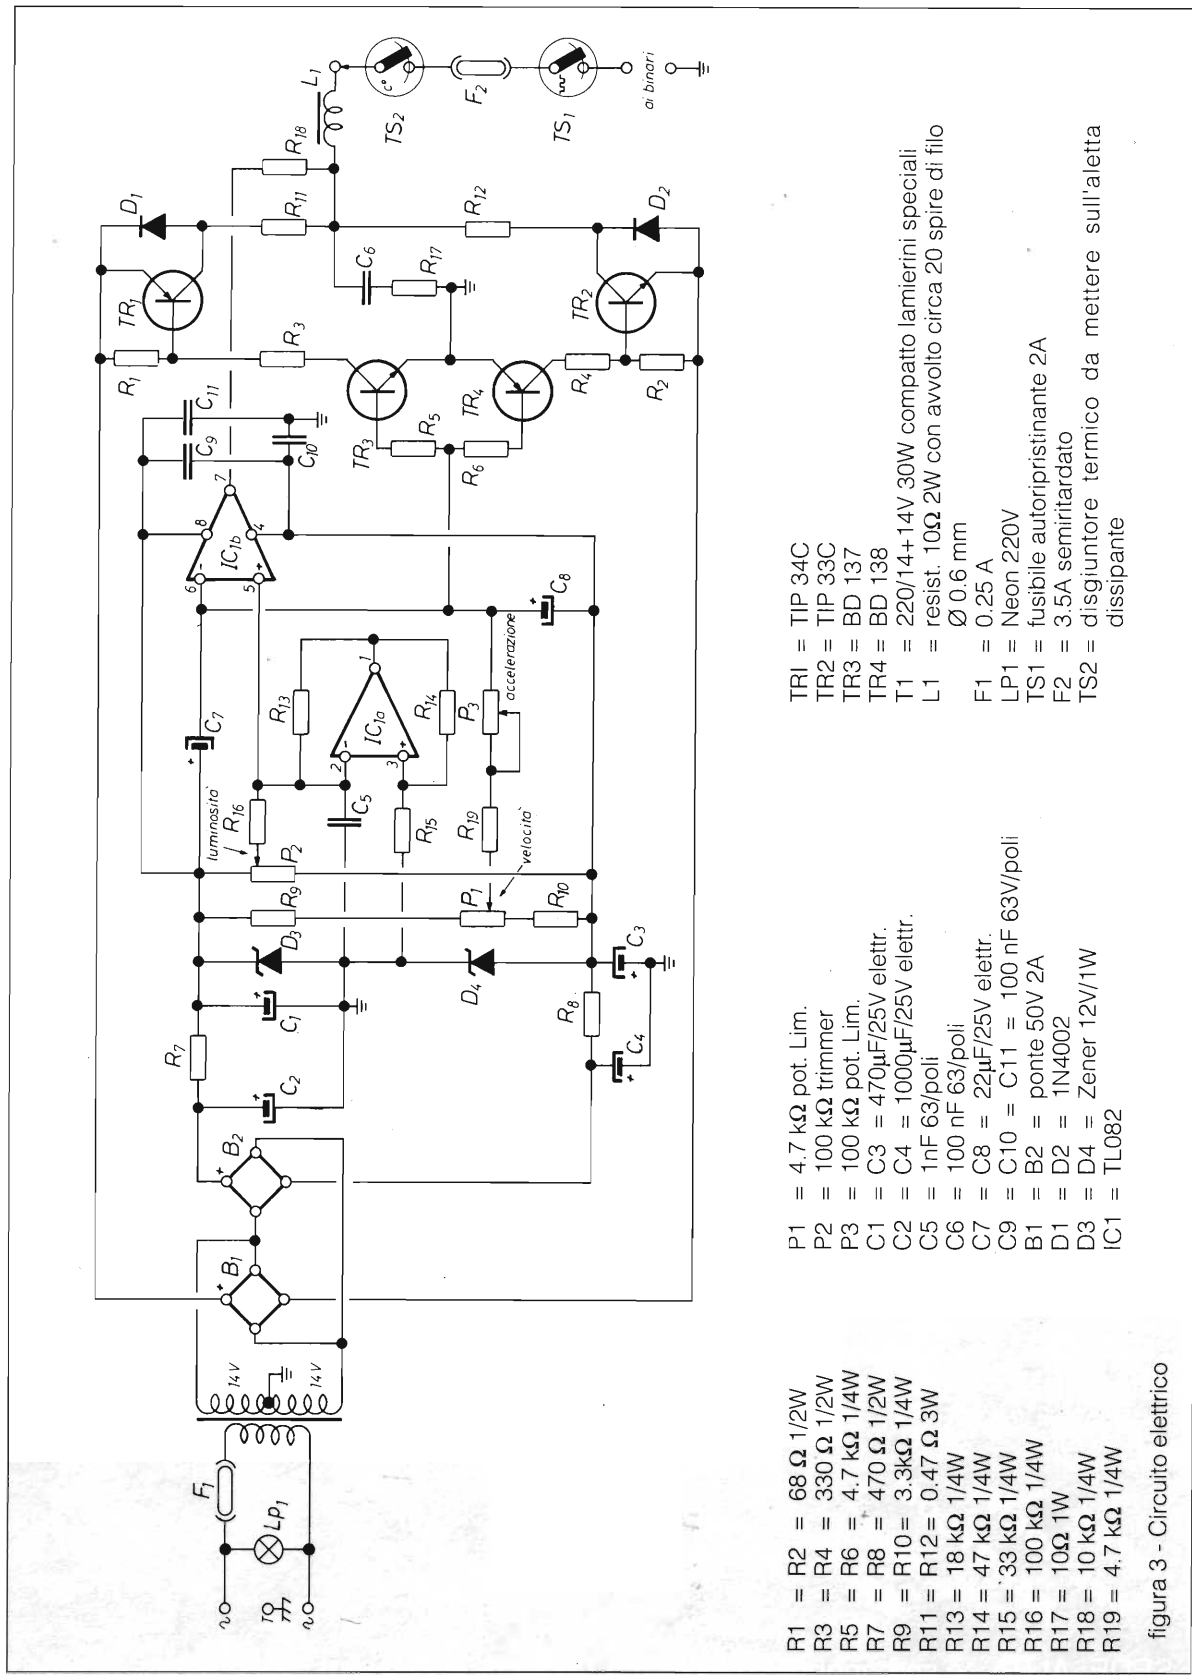 F1
Lp1
14V
14V
B1
+
B2
+
R7
C2
+
C1
+
D3
D4
R8
C4
+
C3
+
R9
P1
velocità
R10
P2
luminosità
R16
C7
+
C5
R15
R19
R13
R14
IC1a
2
-
3
+
1
P3
accelerazione
C8
+
IC1b
6
-
5
+
8
4
7
C9
C11
C10
R1
TR1
D1
R3
TR3
R5
R6
TR4
R4
R2
TR2
D2
C6
R17
R11
R12
R18
L1
TS2
c°
F2
TS1
ai binari
R1 = R2 = 68 Ω 1/2W
R3 = R4 = 330 Ω 1/2W
R5 = R6 = 4.7 kΩ 1/4W
R7 = R8 = 470 Ω 1/2W
R9 = R10 = 3.3kΩ 1/4W
R11 = R12 = 0.47 Ω 3W
R13 = 18 kΩ 1/4W
R14 = 47 kΩ 1/4W
R15 = 33 kΩ 1/4W
R16 = 100 kΩ 1/4W
R17 = 10Ω 1W
R18 = 10 kΩ 1/4W
R19 = 4.7 kΩ 1/4W
P1 = 4.7 kΩ pot. Lim.
P2 = 100 kΩ trimmer
P3 = 100 kΩ pot. Lim.
C1 = C3 = 470µF/25V elettr.
C2 = C4 = 1000µF/25V elettr.
C5 = 1nF 63/poli
C6 = 100 nF 63/poli
C7 = C8 = 22µF/25V elettr.
C9 = C10 = C11 = 100 nF 63V/poli
B1 = B2 = ponte 50V 2A
D1 = D2 = 1N4002
D3 = D4 = Zener 12V/1W
IC1 = TL082
TRI = TIP 34C
TR2 = TIP 33C
TR3 = BD 137
TR4 = BD 138
T1 = 220/14+14V 30W compatto lamierini speciali
L1 = resist. 10Ω 2W con avvolto circa 20 spire di filo
Ø 0.6 mm
F1 = 0.25 A
LP1 = Neon 220V
TS1 = fusibile autoripristinante 2A
F2 = 3.5A semiritardato
TS2 = disgiuntore termico da mettere sull'aletta
dissipante
figura 3 - Circuito elettrico